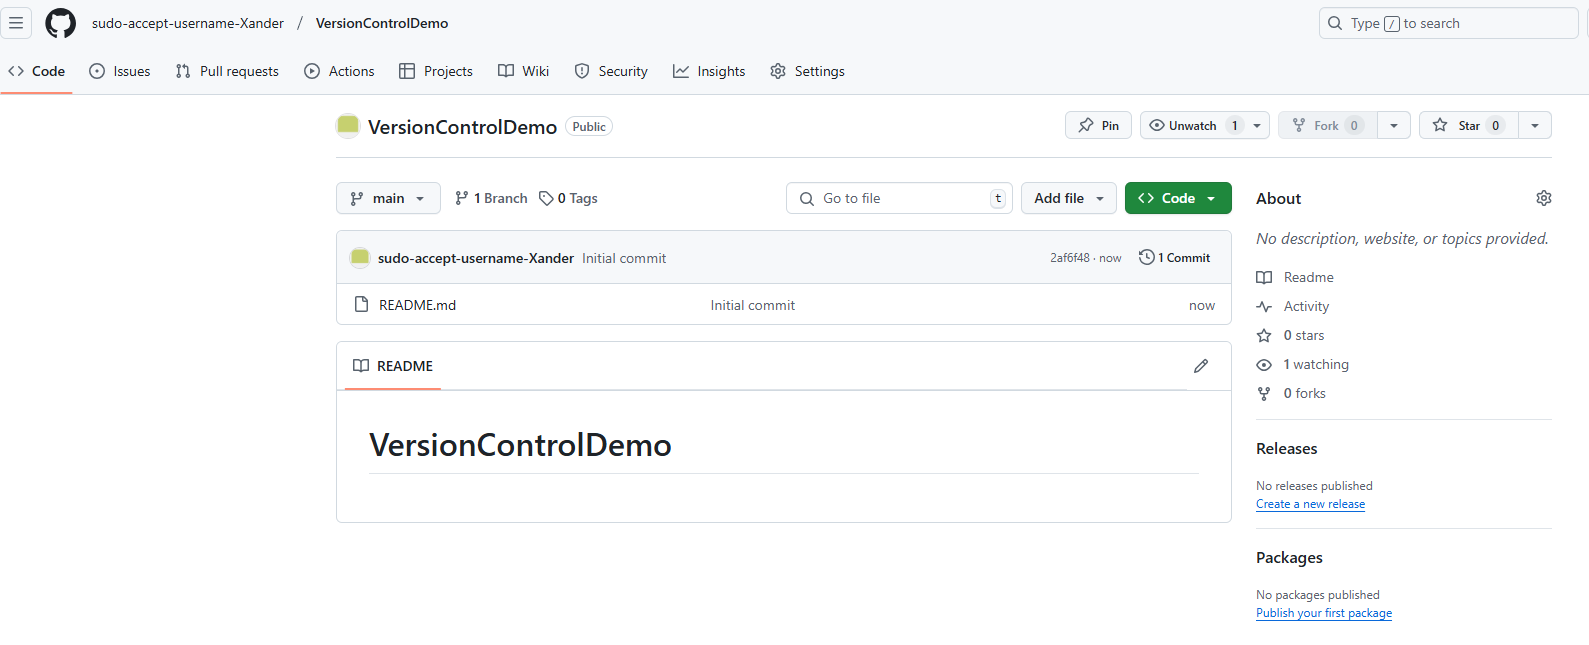 sudo-accept-username-Xander / VersionControlDemo
Type / to search
Code Issues Pull requests Actions Projects Wiki Security Insights Settings
VersionControlDemo Public
Pin Unwatch 1 Fork 0 Star 0
main 1 Branch 0 Tags Go to file t Add file Code
sudo-accept-username-Xander Initial commit 2af6f48 · now 1 Commit
README.md Initial commit now
README
VersionControlDemo
About
No description, website, or topics provided.
Readme
Activity
0 stars
1 watching
0 forks
Releases
No releases published
Create a new release
Packages
No packages published
Publish your first package